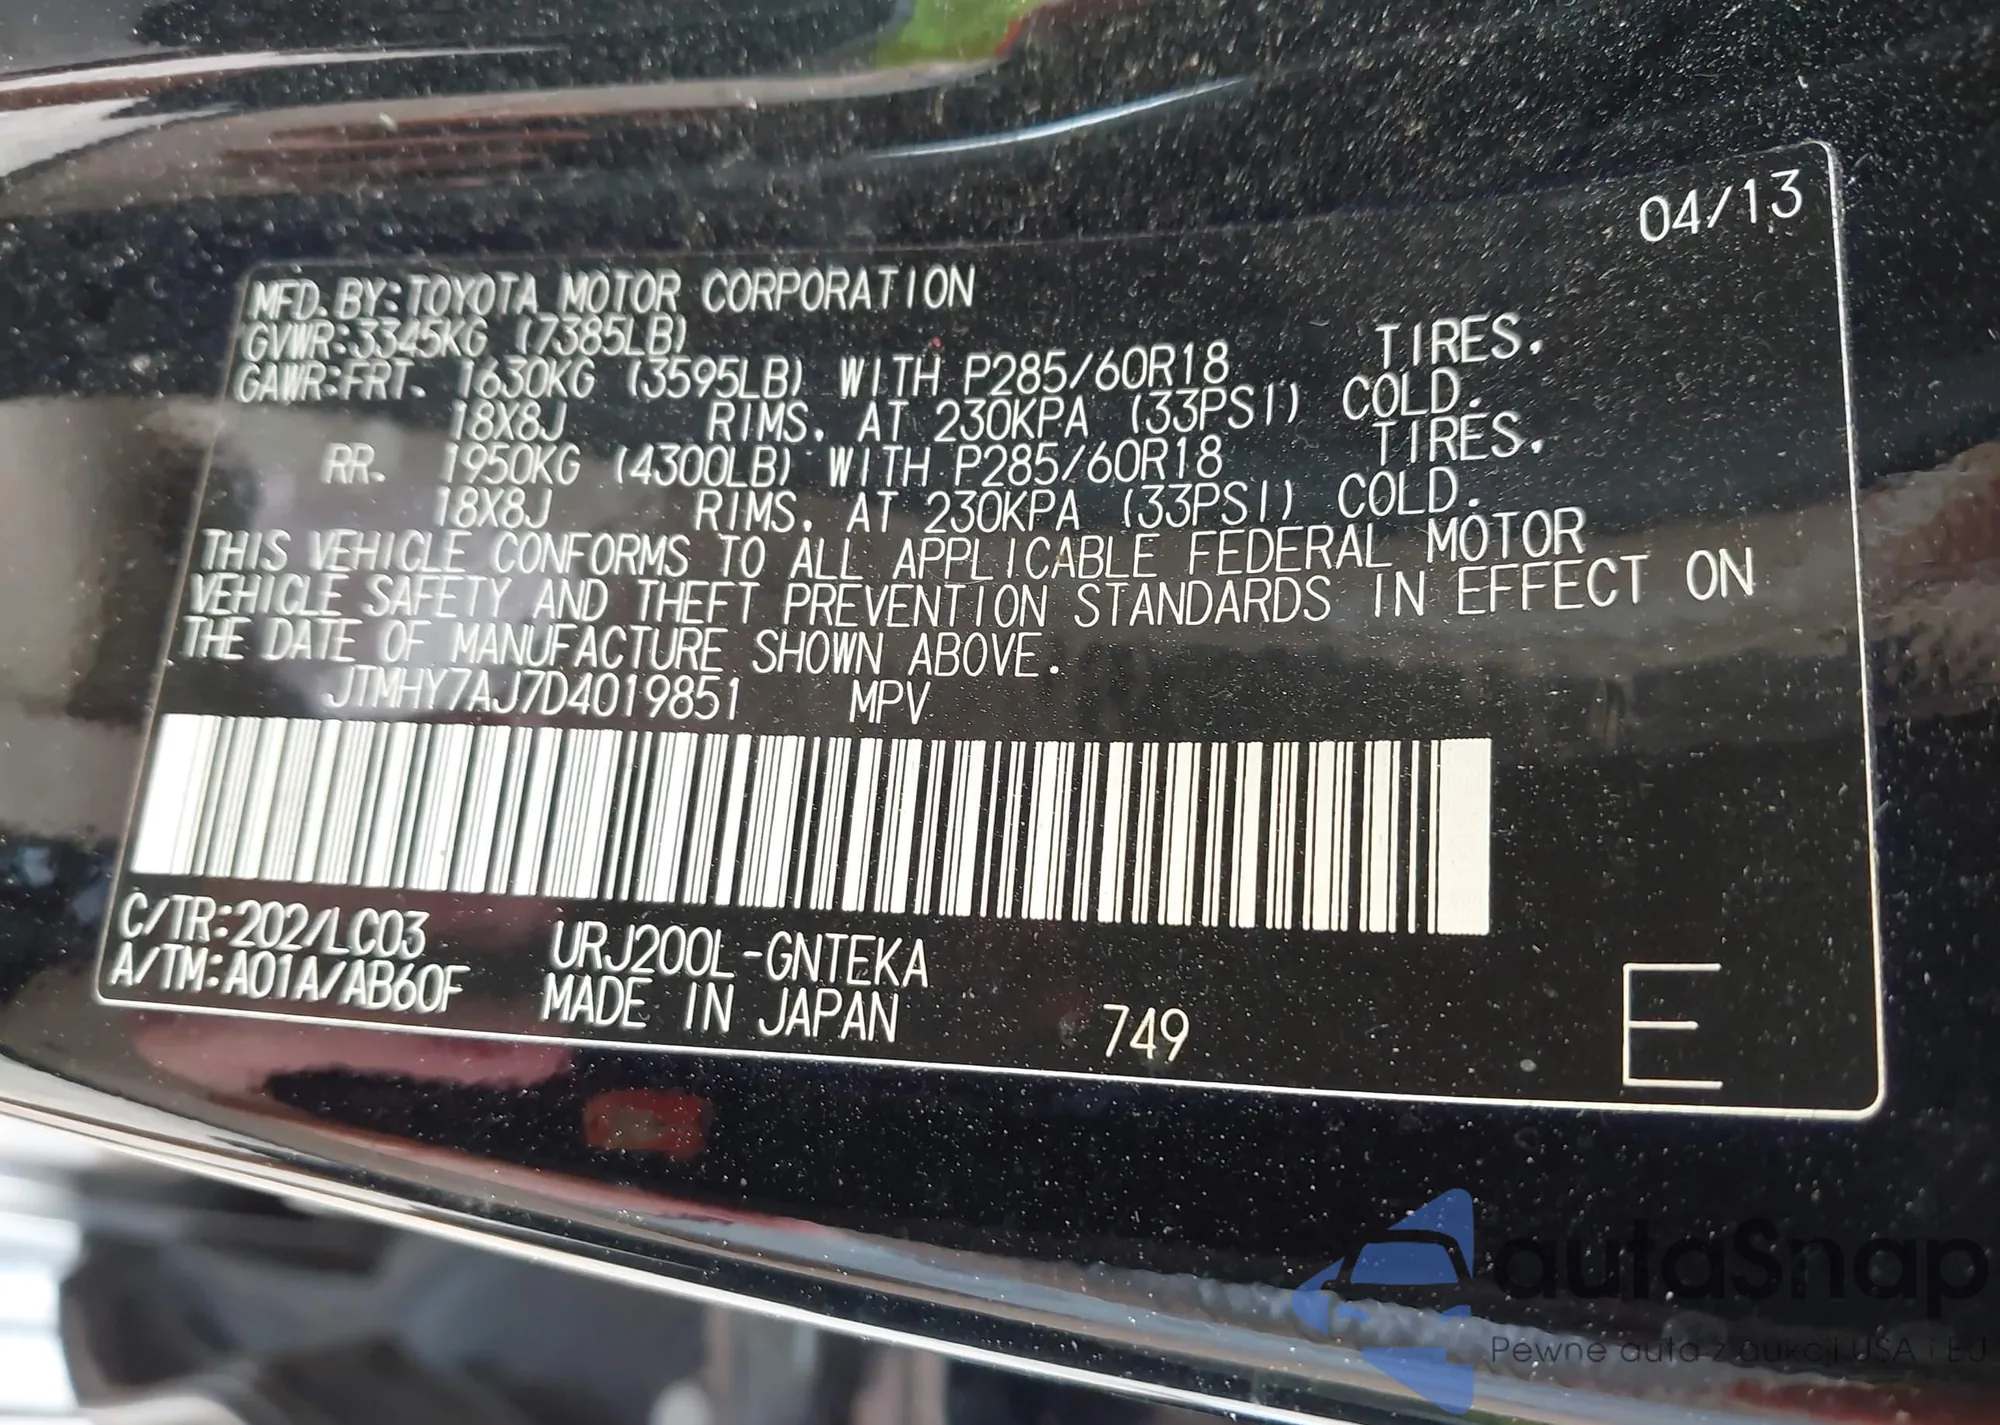 04/13
MFD. BY: TOYOTA MOTOR CORPORATION
GVWR: 3345KG (7385LB)
GAWR: FRT. 1630KG (3595LB) WITH P285/60R18 TIRES.
18X8J RIMS. AT 230KPA (33PSI) COLD.
RR. 1950KG (4300LB) WITH P285/60R18 TIRES.
18X8J RIMS. AT 230KPA (33PSI) COLD.
THIS VEHICLE CONFORMS TO ALL APPLICABLE FEDERAL MOTOR
VEHICLE SAFETY AND THEFT PREVENTION STANDARDS IN EFFECT ON
THE DATE OF MANUFACTURE SHOWN ABOVE.
JTMHY7AJ7D4019851 MPV
C/TR: 202/LC03 URJ200L-GNTEKA
A/TM: A01A/AB60F MADE IN JAPAN 749 E
autaSnap
Pewne auta z aukcji USA i EU